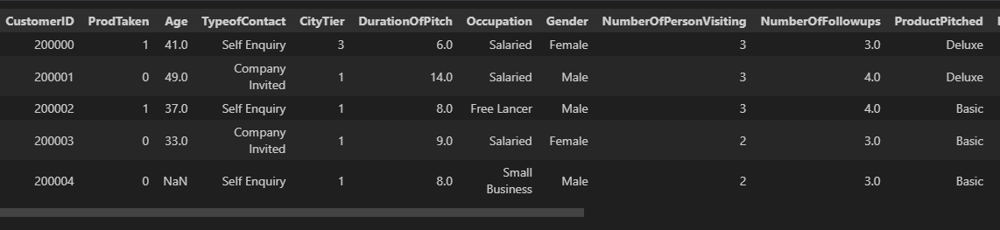 CustomerID ProdTaken Age TypeofContact CityTier DurationOfPitch Occupation Gender NumberOfPersonVisiting NumberOfFollowups ProductPitched
200000 1 41.0 Self Enquiry 3 6.0 Salaried Female 3 3.0 Deluxe
200001 0 49.0 Company Invited 1 14.0 Salaried Male 3 4.0 Deluxe
200002 1 37.0 Self Enquiry 1 8.0 Free Lancer Male 3 4.0 Basic
200003 0 33.0 Company Invited 1 9.0 Salaried Female 2 3.0 Basic
200004 0 NaN Self Enquiry 1 8.0 Small Business Male 2 3.0 Basic